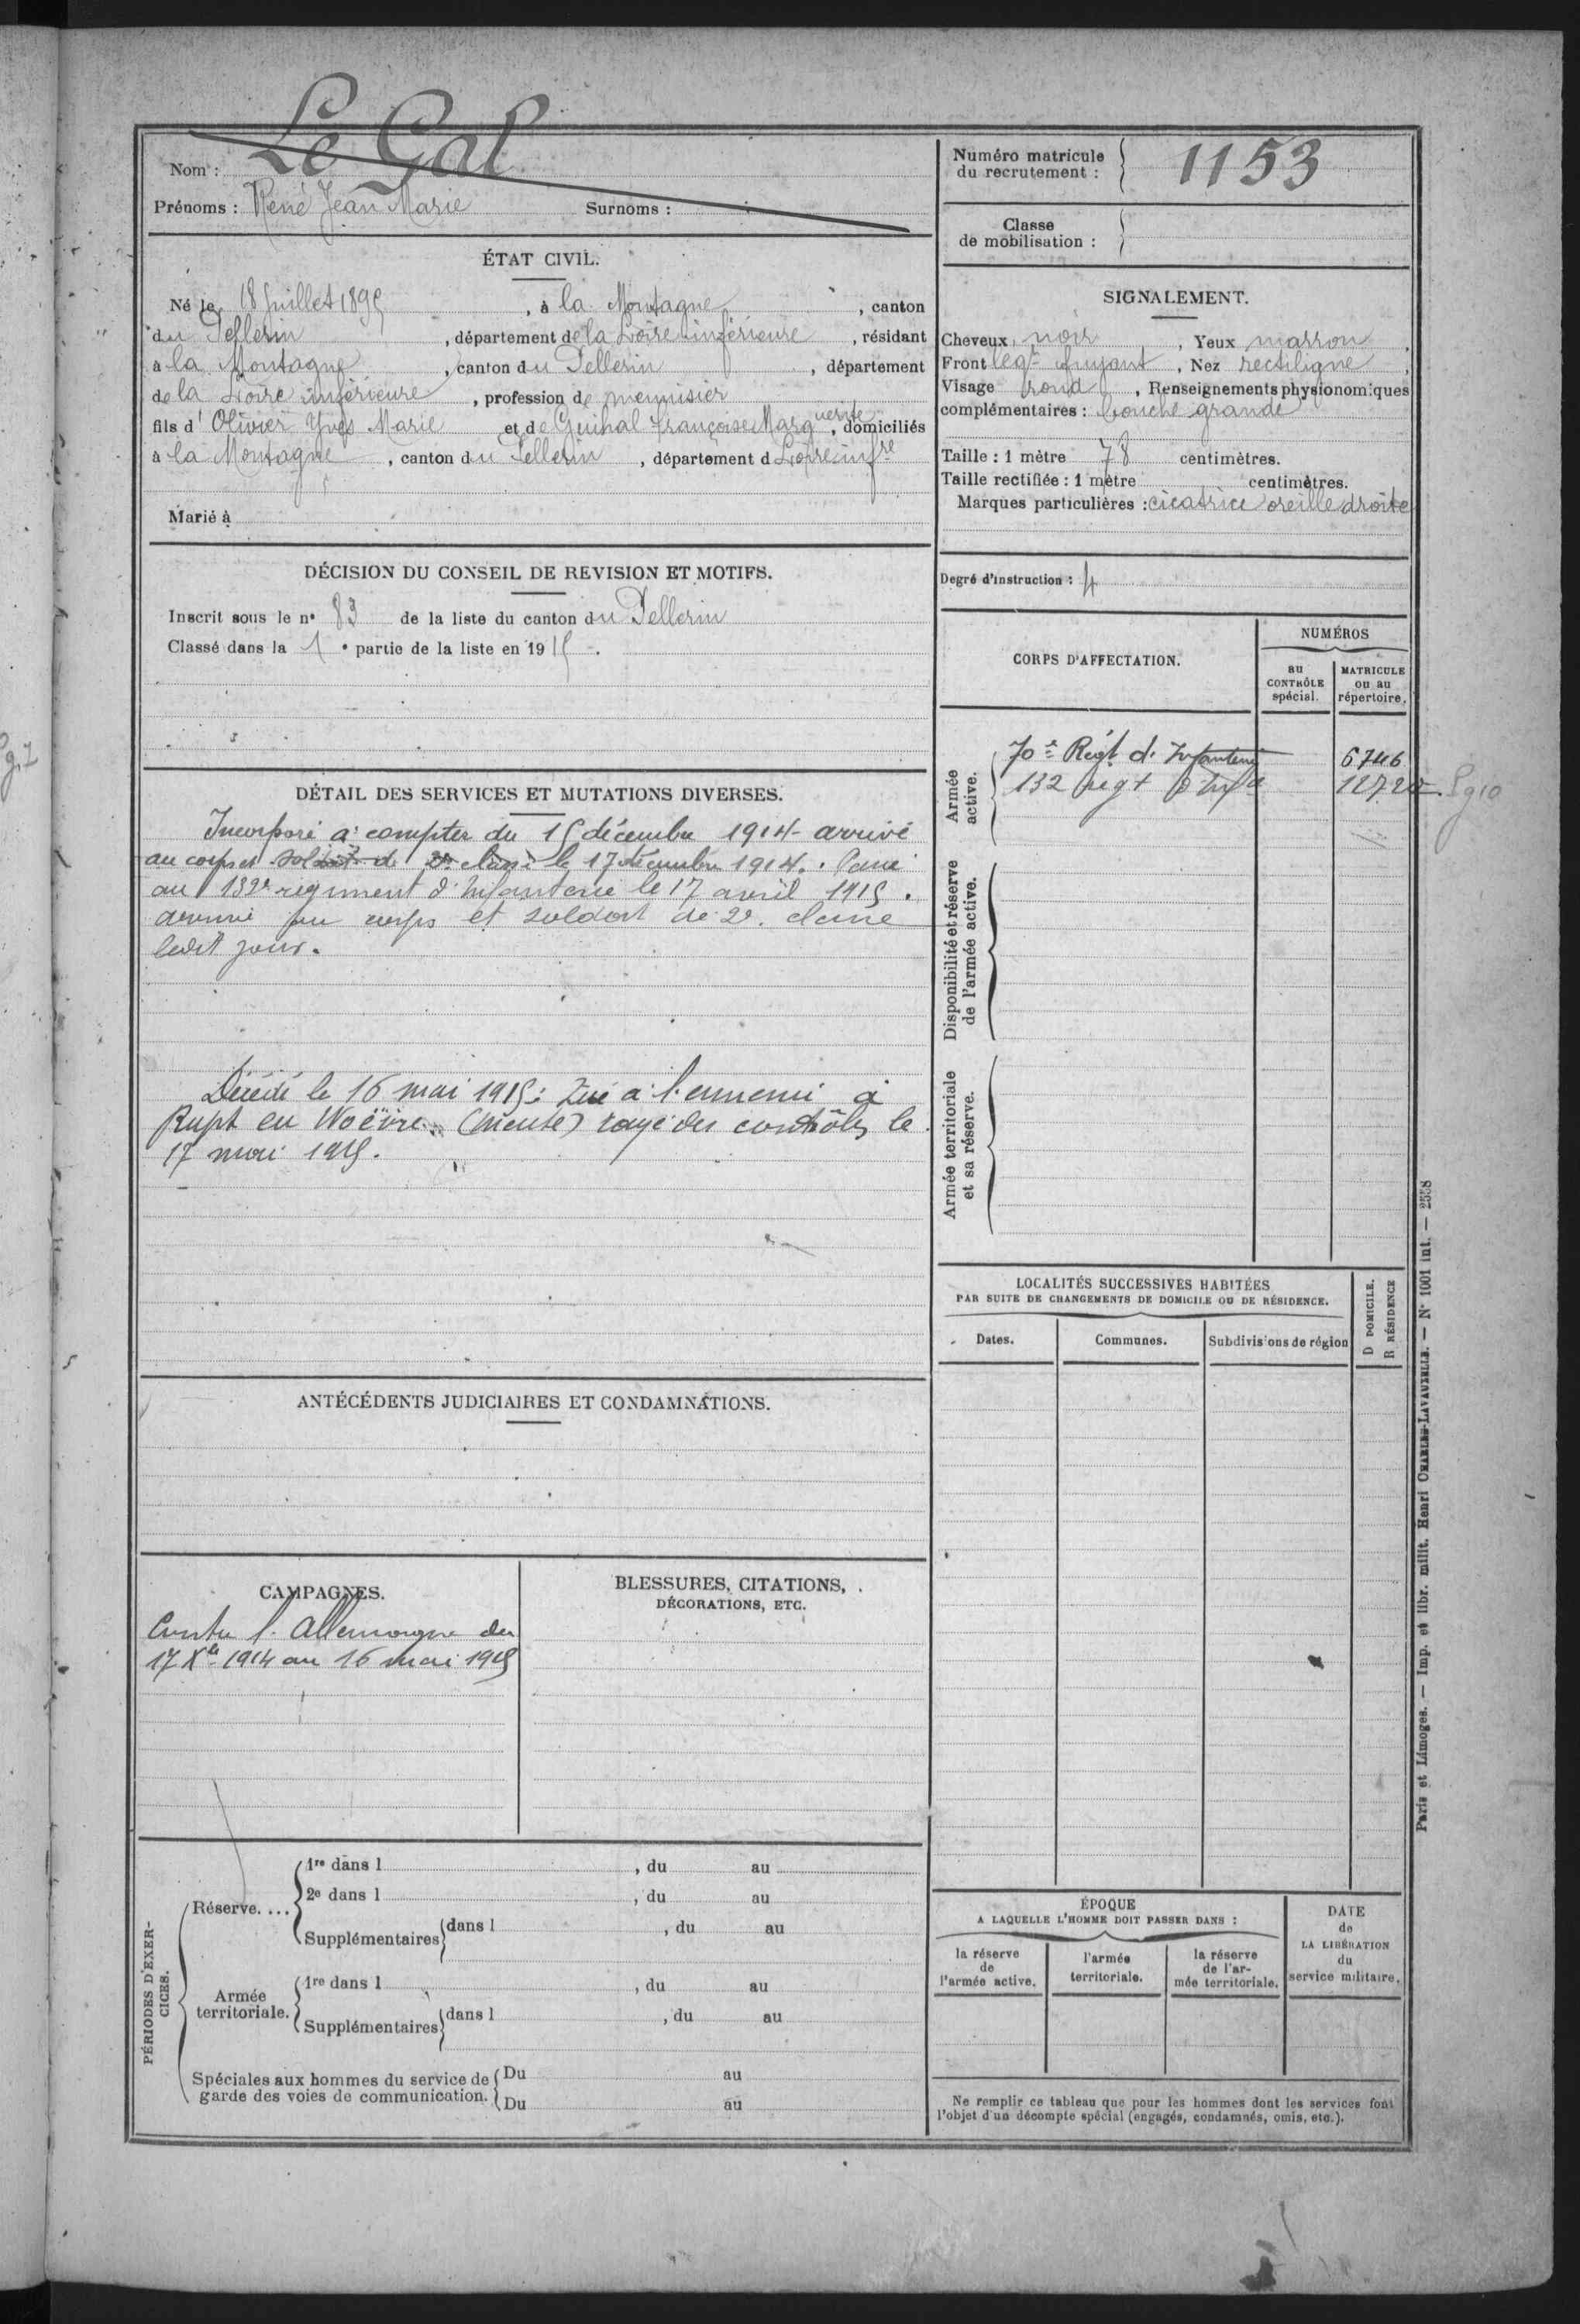 Nom : Le Gal
Prénoms : René Jean Marie Surnoms :
Numéro matricule
du recrutement : 1153
Classe
de mobilisation :
ÉTAT CIVIL.
Né le 18 Juillet 1895, à la Montagne, canton
du Pellerin, département de la Loire inférieure, résidant
à la Montagne, canton du Pellerin, département
de la Loire inférieure, profession de menuisier
fils d' Olivier Yves Marie et de Guihal Françoise Marguerite, domiciliés
à la Montagne, canton du Pellerin, département d Loire infre
Marié à
SIGNALEMENT.
Cheveux noir, Yeux marron,
Front legt fuyant, Nez rectiligne,
Visage rond, Renseignements physionomiques
complémentaires : bouche grande
Taille : 1 mètre 78 centimètres.
Taille rectifiée : 1 mètre centimètres.
Marques particulières : cicatrice oreille droite
DÉCISION DU CONSEIL DE REVISION ET MOTIFS.
Inscrit sous le n° 83 de la liste du canton du Pellerin
Classé dans la 1e partie de la liste en 1915.
Degré d'instruction : 4
CORPS D'AFFECTATION.
NUMÉROS
au
CONTRÔLE
spécial.
MATRICULE
ou au
répertoire.
Armée
active.
70e Régt d'Infanterie 6746
132 regt d'Infie
Pg 10
Pg 7
Disponibilité et réserve
de l'armée active.
Armée territoriale
et sa réserve.
DÉTAIL DES SERVICES ET MUTATIONS DIVERSES.
Incorporé à compter du 15 décembre 1914 arrivé
au corps et soldat de 2e classe le 17 décembre 1914. Passé
au 132e régiment d'Infanterie le 17 avril 1915.
arrivé au corps et soldat de 2e classe
ledit jour.
Décédé le 16 mai 1915: tué à l'ennemi à
Rupt en Woëvre (Meuse) rayé des contrôles le
17 mai 1915.
LOCALITÉS SUCCESSIVES HABITÉES
PAR SUITE DE CHANGEMENTS DE DOMICILE OU DE RÉSIDENCE.
Dates.
Communes.
Subdivisions de région
D DOMICILE.
R RÉSIDENCE
ANTÉCÉDENTS JUDICIAIRES ET CONDAMNATIONS.
CAMPAGNES.
Contre l'Allemagne du
17 Xbre 1914 au 16 mai 1915
BLESSURES, CITATIONS,
DÉCORATIONS, ETC.
PÉRIODES D'EXER-
CICES.
Réserve....
1re dans l , du au
2e dans l , du au
Supplémentaires dans l , du au
Armée
territoriale.
1re dans l , du au
Supplémentaires dans l , du au
Spéciales aux hommes du service de
garde des voies de communication.
Du au
Du au
ÉPOQUE
A LAQUELLE L'HOMME DOIT PASSER DANS :
la réserve
de
l'armée active.
l'armée
territoriale.
la réserve
de l'ar-
mée territoriale.
DATE
de
LA LIBÉRATION
du
service militaire.
Ne remplir ce tableau que pour les hommes dont les services font
l'objet d'un décompte spécial (engagés, condamnés, omis, etc.).
Paris et Limoges. — Imp. et libr. milit. Henri CHARLES-LAVAUZELLE. — N° 1001 int. — 2558